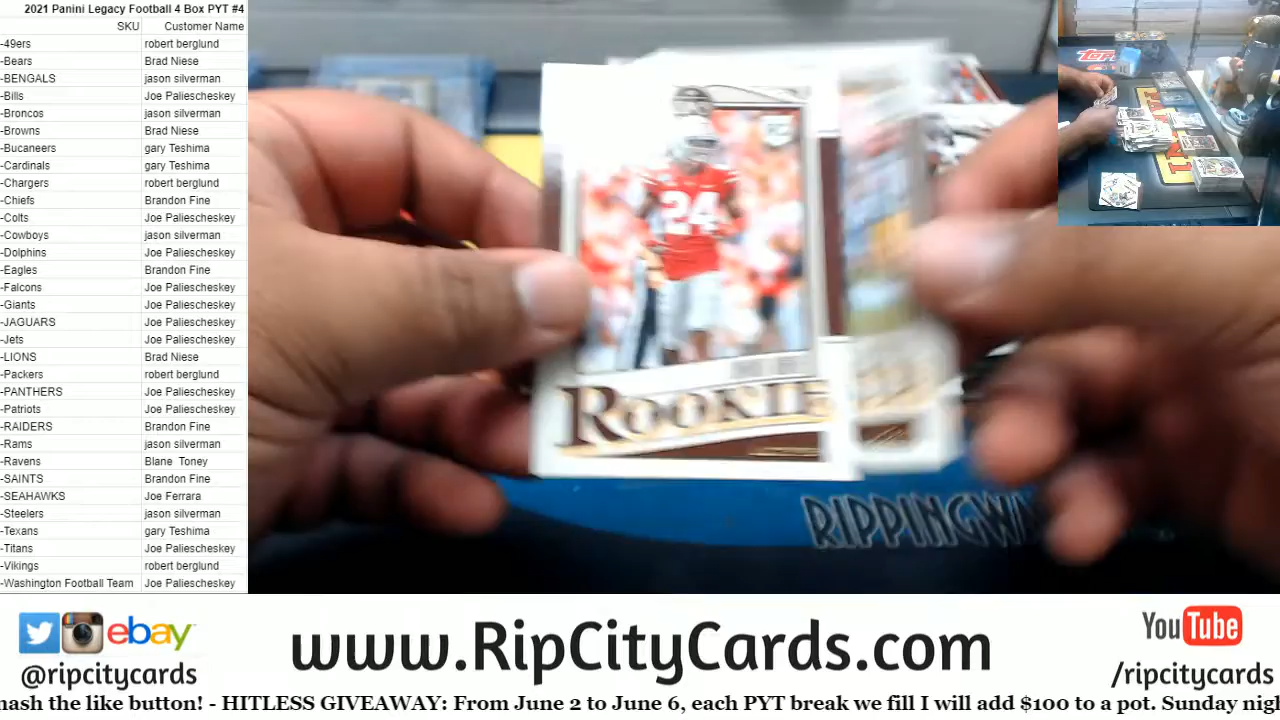 2021 Panini Legacy Football 4 Box PYT #4
SKU Customer Name
-49ers robert berglund
-Bears Brad Niese
-BENGALS jason silverman
-Bills Joe Paliescheskey
-Broncos jason silverman
-Browns Brad Niese
-Bucaneers gary Teshima
-Cardinals gary Teshima
-Chargers robert berglund
-Chiefs Brandon Fine
-Colts Joe Paliescheskey
-Cowboys jason silverman
-Dolphins Joe Paliescheskey
-Eagles Brandon Fine
-Falcons Joe Paliescheskey
-Giants Joe Paliescheskey
-JAGUARS Joe Paliescheskey
-Jets Joe Paliescheskey
-LIONS Brad Niese
-Packers robert berglund
-PANTHERS Joe Paliescheskey
-Patriots Joe Paliescheskey
-RAIDERS Brandon Fine
-Rams jason silverman
-Ravens Blane Toney
-SAINTS Brandon Fine
-SEAHAWKS Joe Ferrara
-Steelers jason silverman
-Texans gary Teshima
-Titans Joe Paliescheskey
-Vikings robert berglund
-Washington Football Team Joe Paliescheskey
24
ROOKIE
RIPPINGWA
Topps
ebay
@ripcitycards
www.RipCityCards.com
YouTube
/ripcitycards
mash the like button! - HITLESS GIVEAWAY: From June 2 to June 6, each PYT break we fill I will add $100 to a pot. Sunday nig